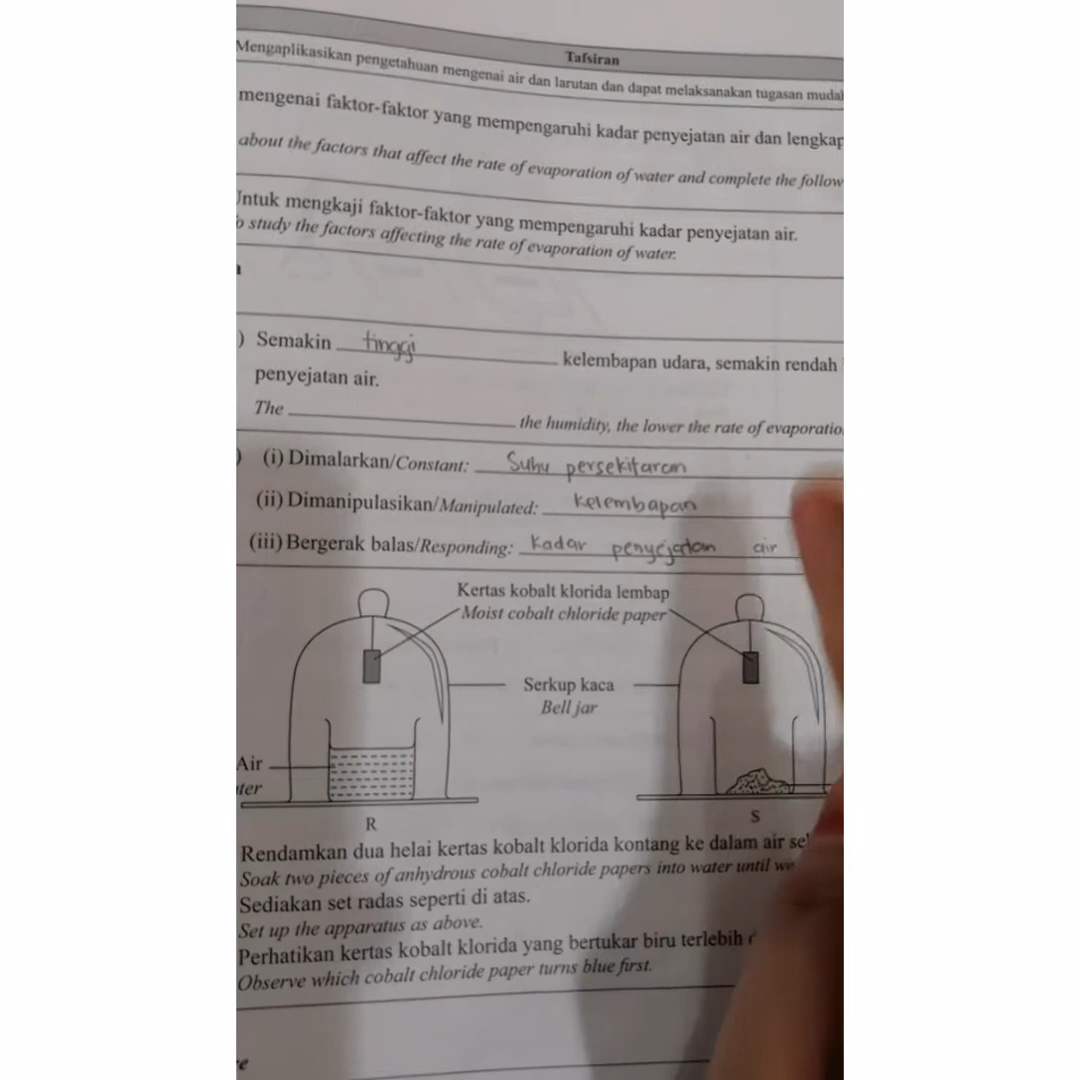 Tafsiran
Mengaplikasikan pengetahuan mengenai air dan larutan dan dapat melaksanakan tugasan
mengenai faktor-faktor yang mempengaruhi kadar penyejatan air dan
about the factors that affect the rate of evaporation of water and complete the
Untuk mengkaji faktor-faktor yang mempengaruhi kadar penyejatan air.
study the factors affecting the rate of evaporation of water.
) Semakin tinggi kelembapan udara, semakin rendah
penyejatan air.
The the humidity, the lower the rate of
) (i) Dimalarkan/Constant: Suhu persekitaran
(ii) Dimanipulasikan/Manipulated: kelembapan
(iii) Bergerak balas/Responding: Kadar penyejatan air
Kertas kobalt klorida lembap
Moist cobalt chloride paper
Serkup kaca
Bell jar
Air
R
S
Rendamkan dua helai kertas kobalt klorida kontang ke dalam air
Soak two pieces of anhydrous cobalt chloride papers into water until
Sediakan set radas seperti di atas.
Set up the apparatus as above.
Perhatikan kertas kobalt klorida yang bertukar biru terlebih
Observe which cobalt chloride paper turns blue first.